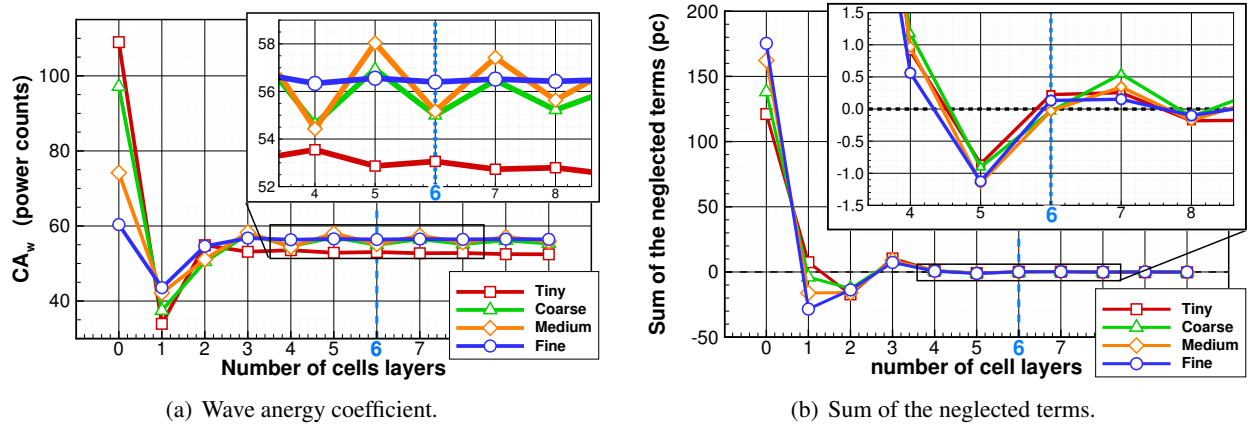 CA_w (power counts)
100
80
60
40
58
56
54
52
4 5 6 7 8
0 1 2 3 4 5 6
Number of cells layers
Tiny
Coarse
Medium
Fine
(a) Wave anergy coefficient.
Sum of the neglected terms (pc)
200
150
100
50
0
-50
1.5
1.0
0.5
0.0
-0.5
-1.0
-1.5
4 5 6 7 8
0 1 2 3 4 5 6 7
number of cell layers
Tiny
Coarse
Medium
Fine
(b) Sum of the neglected terms.